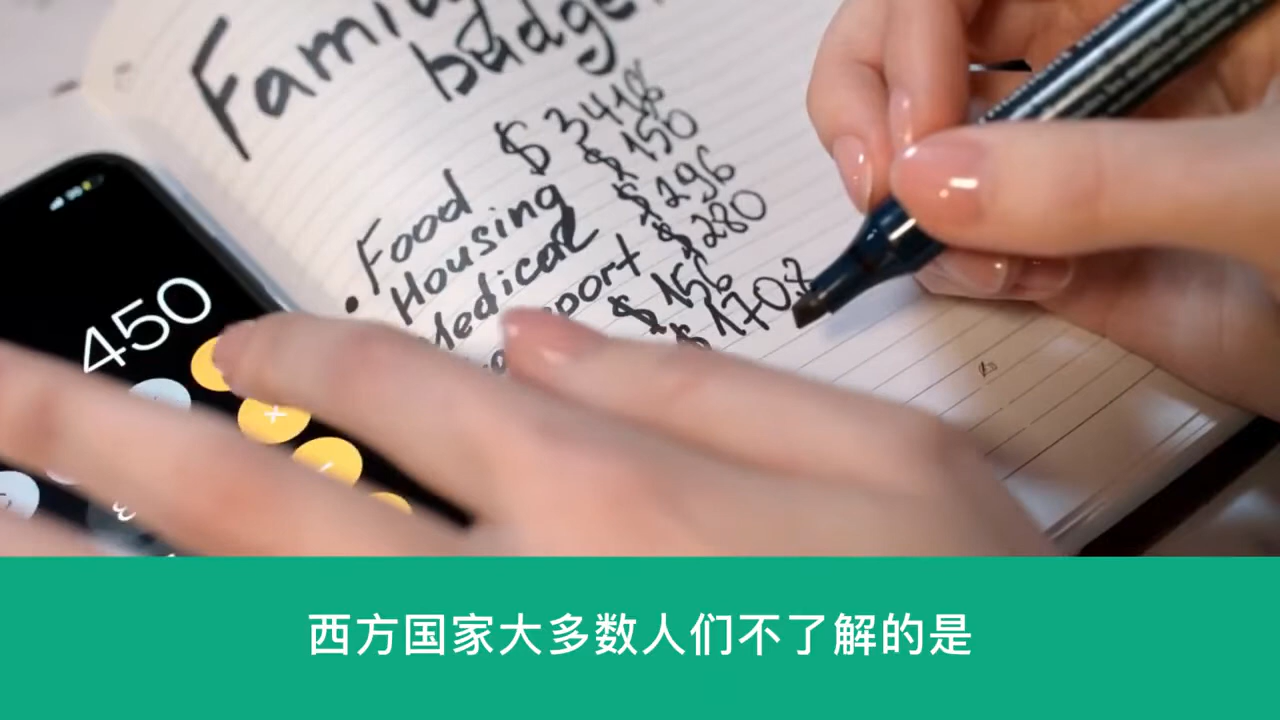 Family
budget
Food $ 3418
Housing $ 150
Medical $ 296
$ 280
$ 156
$ 1708
450
西方国家大多数人们不了解的是